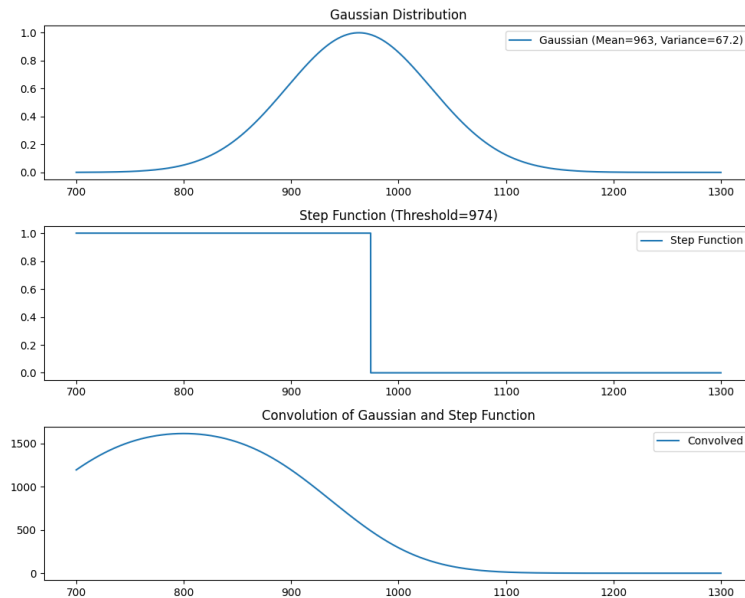 Gaussian Distribution
1.0
0.8
0.6
0.4
0.2
0.0
Gaussian (Mean=963, Variance=67.2)
700 800 900 1000 1100 1200 1300
Step Function (Threshold=974)
1.0
0.8
0.6
0.4
0.2
0.0
Step Function
700 800 900 1000 1100 1200 1300
Convolution of Gaussian and Step Function
1500
1000
500
0
Convolved
700 800 900 1000 1100 1200 1300